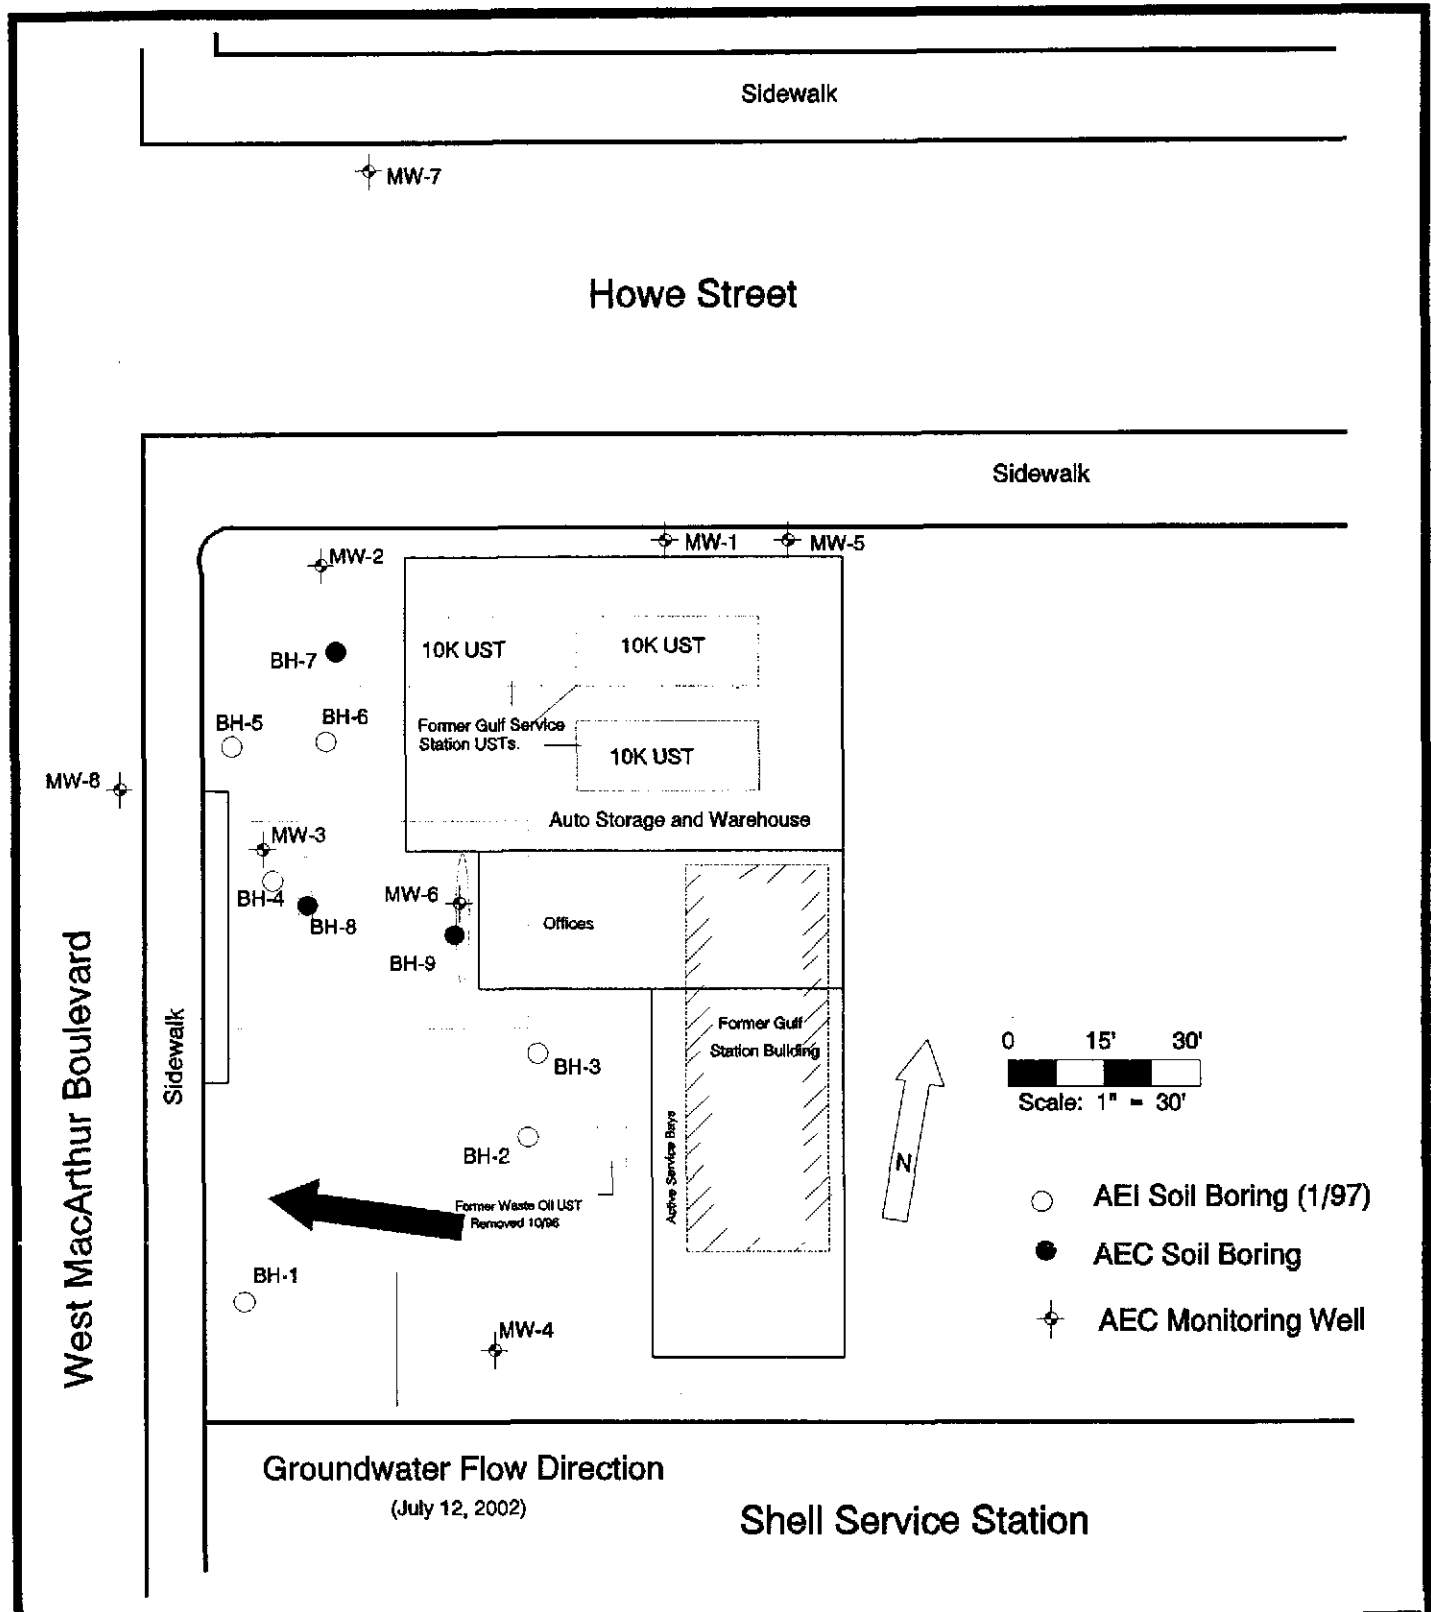 Sidewalk
MW-7
Howe Street
Sidewalk
MW-1
MW-5
MW-2
10K UST
10K UST
BH-7
BH-5
BH-6
Former Gulf Service
Station USTs.
10K UST
MW-8
Auto Storage and Warehouse
MW-3
BH-4
MW-6
BH-8
Offices
BH-9
West MacArthur Boulevard
Sidewalk
Former Gulf
Station Building
0 15' 30'
Scale: 1" = 30'
BH-3
Active Service Bays
BH-2
N
Former Waste Oil UST
Removed 10/96
AEI Soil Boring (1/97)
AEC Soil Boring
BH-1
AEC Monitoring Well
MW-4
Groundwater Flow Direction
(July 12, 2002)
Shell Service Station